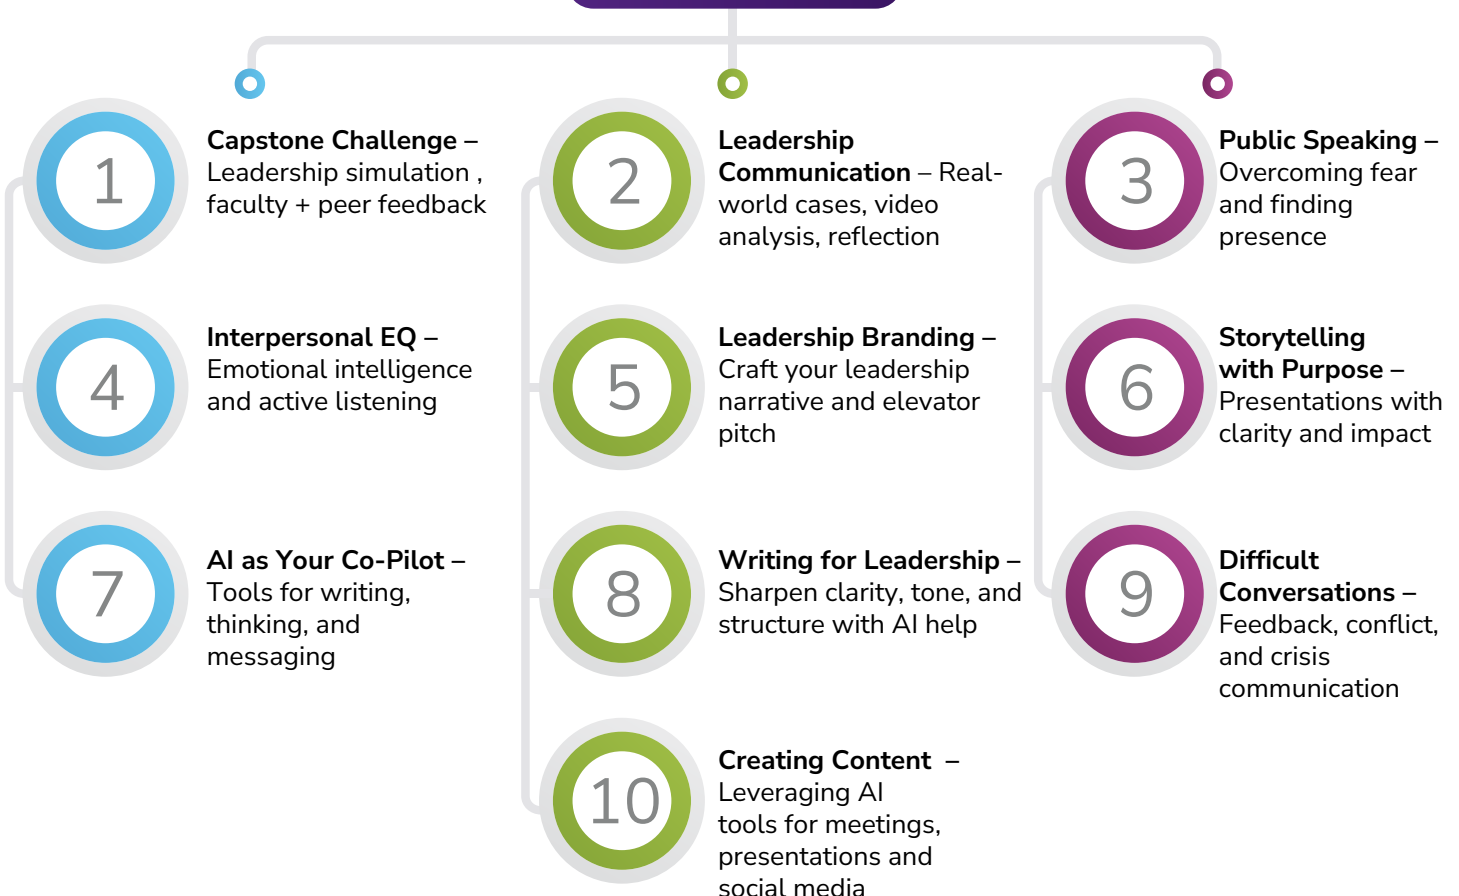 1
Capstone Challenge –
Leadership simulation ,
faculty + peer feedback
2
Leadership
Communication – Real-
world cases, video
analysis, reflection
3
Public Speaking –
Overcoming fear
and finding
presence
4
Interpersonal EQ –
Emotional intelligence
and active listening
5
Leadership Branding –
Craft your leadership
narrative and elevator
pitch
6
Storytelling
with Purpose –
Presentations with
clarity and impact
7
AI as Your Co-Pilot –
Tools for writing,
thinking, and
messaging
8
Writing for Leadership –
Sharpen clarity, tone, and
structure with AI help
9
Difficult
Conversations –
Feedback, conflict,
and crisis
communication
10
Creating Content  –
Leveraging AI
tools for meetings,
presentations and
social media